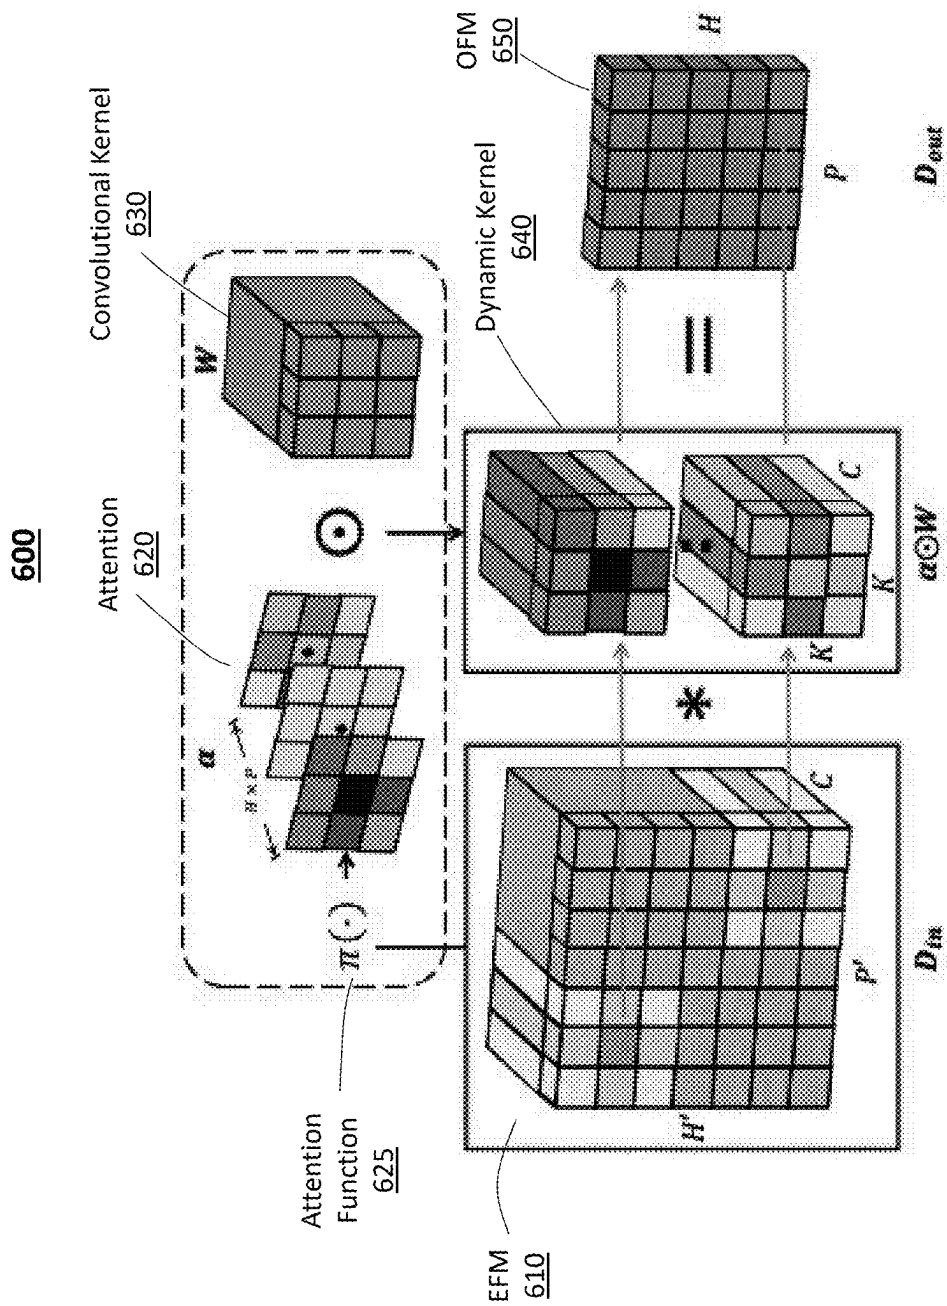 600
Attention
620
Convolutional Kernel
630
α
H × P
W
π(·)
⊙
Attention
Function
625
EFM
610
H'
P'
C
D_in
*
Dynamic Kernel
640
K
K
C
α⊙W
=
OFM
650
H
P
D_out